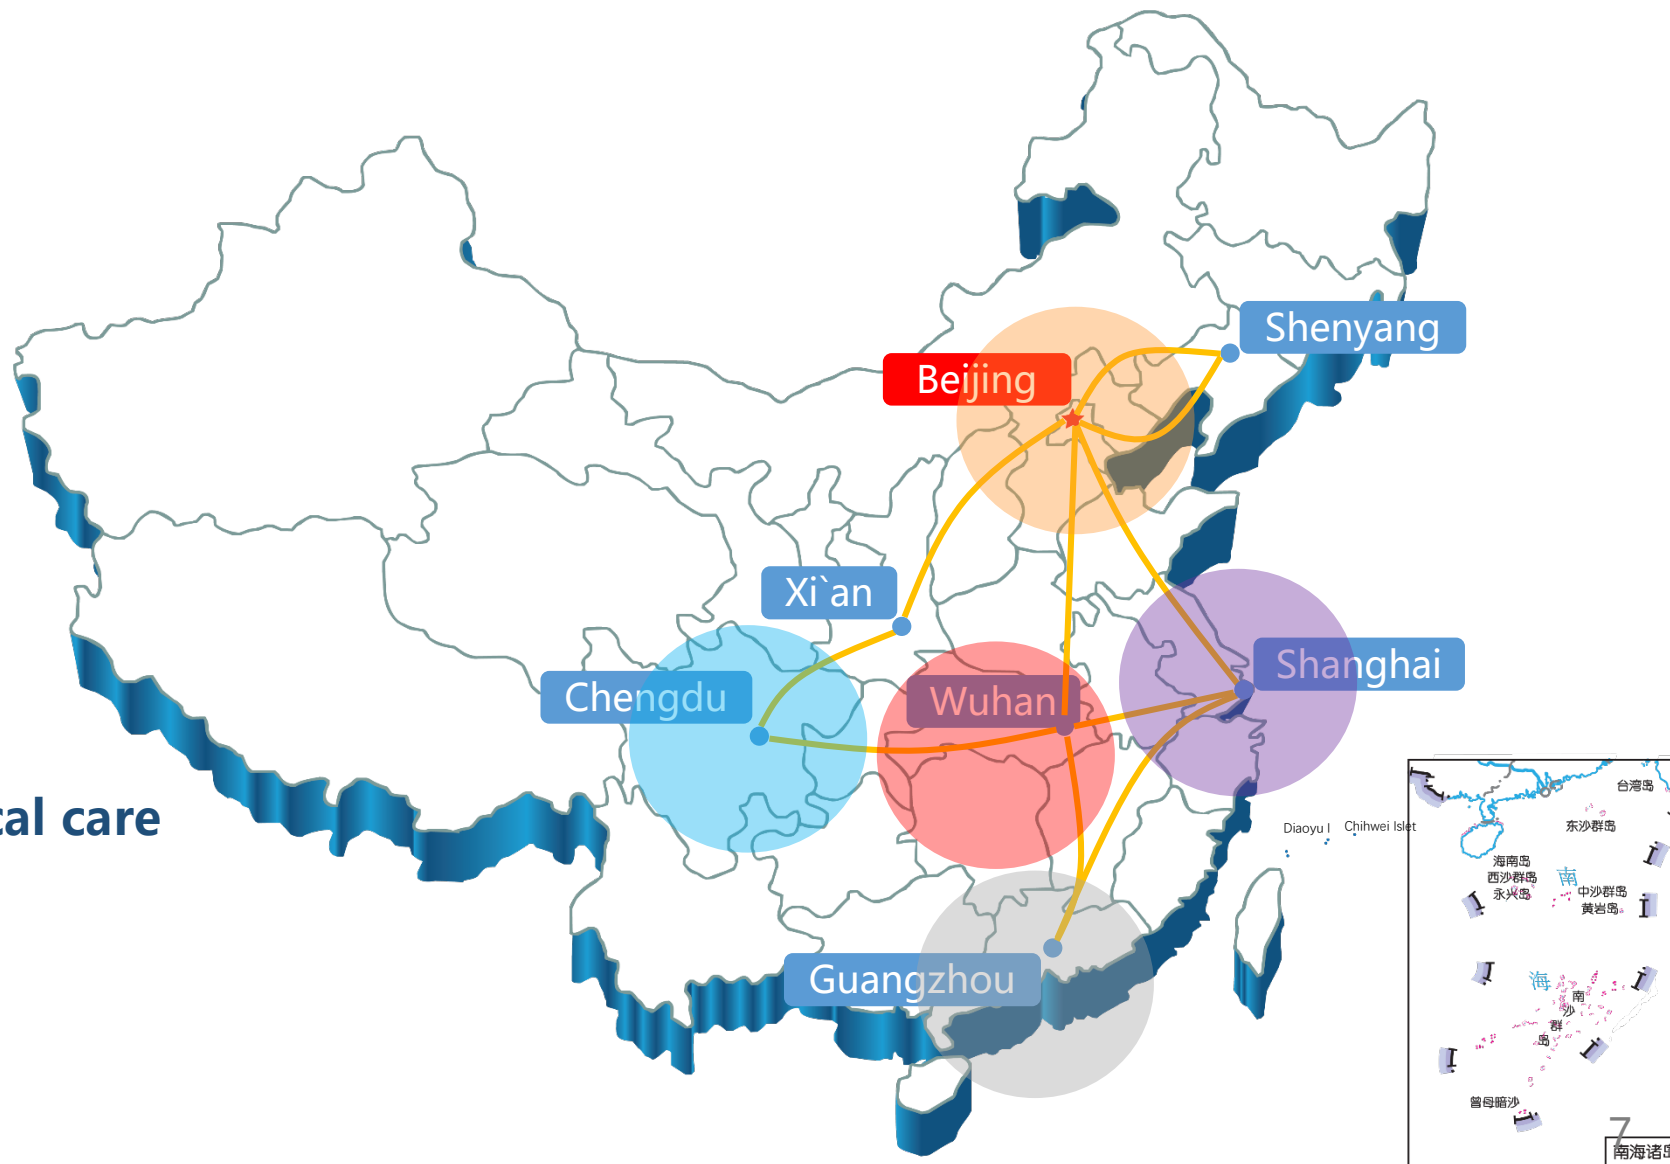 Shenyang
Beijing
Xi`an
Chengdu
Wuhan
Shanghai
cal care
Diaoyu I
Chihwei Islet
Guangzhou
台湾岛
东沙群岛
海南岛
西沙群岛
永兴岛
南
中沙群岛
黄岩岛
海
南
沙
群
岛
曾母暗沙
7
南海诸岛